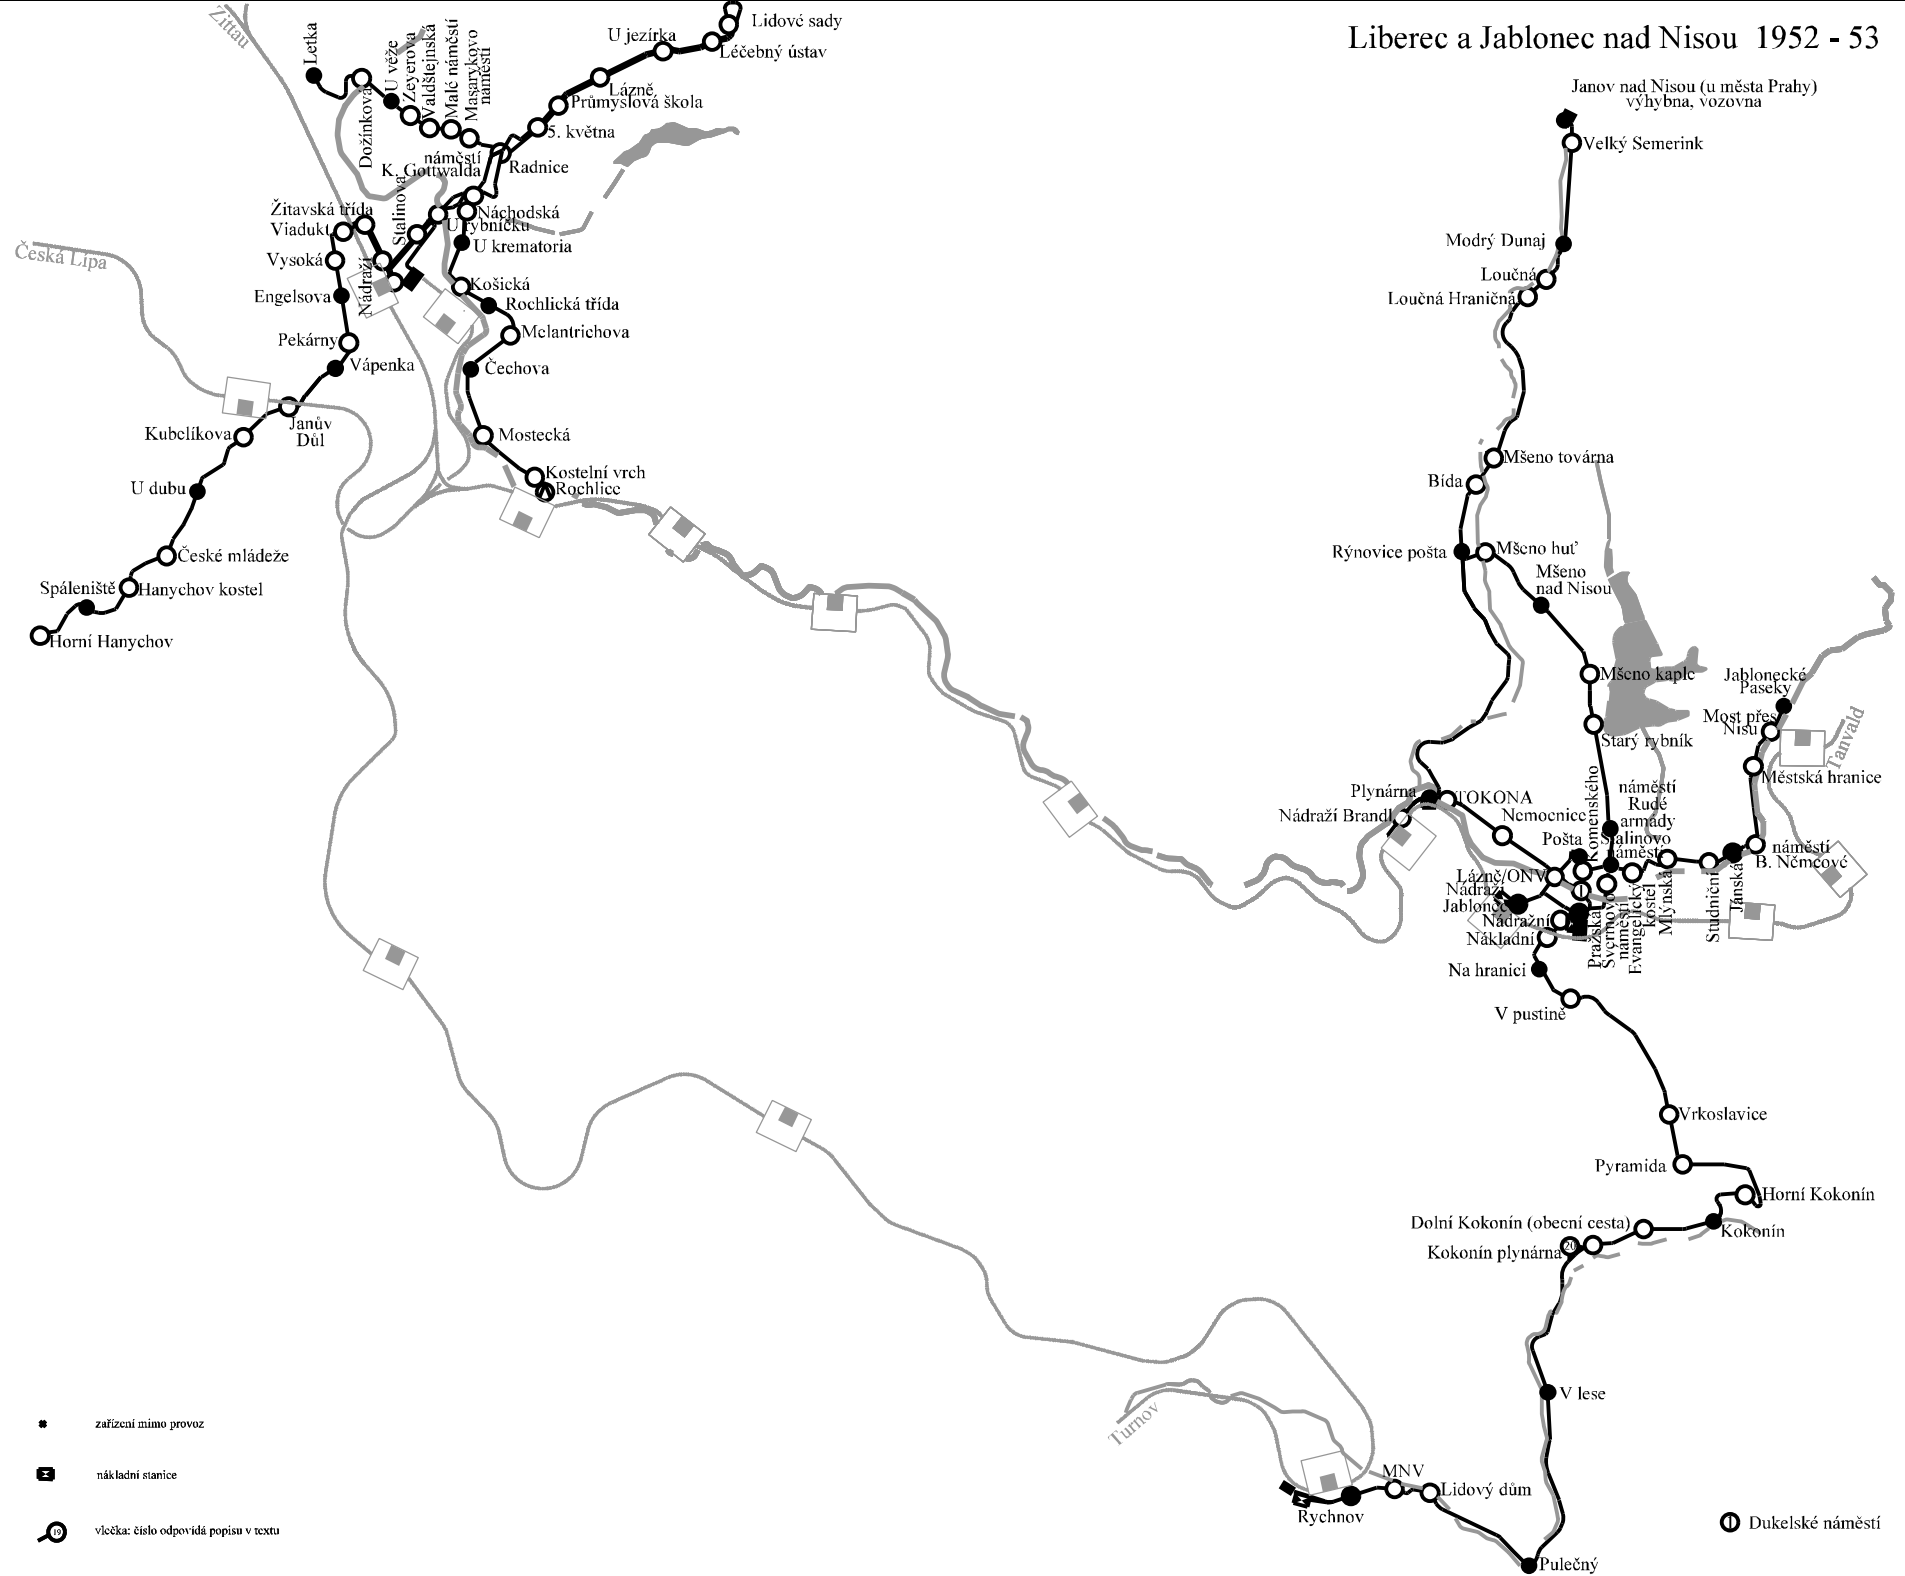 Liberec a Jablonec nad Nisou 1952 - 53
Zittau
Letka
U věže
Zeyerova
Valdštejnská
Malé náměstí
Masarykovo
náměstí
Dožínkova
U jezírka
Lidové sady
Léčebný ústav
Lázně
Průmyslová škola
5. května
Radnice
náměstí
K. Gottwalda
Stalinova
Žitavská třída
Viadukt
Vysoká
Engelsova
Nádraží
Pekárny
Vápenka
Náchodská
U rybníčku
U krematoria
Košická
Rochlická třída
Melantrichova
Čechova
Mostecká
Kostelní vrch
Rochlice
Česká Lípa
Janův
Důl
Kubelíkova
U dubu
České mládeže
Spáleniště
Hanychov kostel
Horní Hanychov
Janov nad Nisou (u města Prahy)
výhybna, vozovna
Velký Semerink
Modrý Dunaj
Loučná
Loučná Hraničná
Mšeno továrna
Bída
Rýnovice pošta
Mšeno huť
Mšeno
nad Nisou
Mšeno kaple
Starý rybník
Jablonecké
Paseky
Most přes
Nisu
Tanvald
Městská hranice
náměstí
B. Němcové
Plynárna
TOKONA
Nádraží Brandl
Nemocnice
Pošta
Komenského
náměstí
Rudé
armády
Stalinovo
náměstí
Lázně/ONV
Nádraží
Jablonec
Nádražní
Nákladní
Pražská
Švermovo
náměstí
Evangelický
kostel
Mlýnská
Studniční
Jánská
Na hranici
V pustině
Vrkoslavice
Pyramida
Horní Kokonín
Dolní Kokonín (obecní cesta)
Kokonín
Kokonín plynárna
20
V lese
Turnov
MNV
Lidový dům
Rychnov
Pulečný
zařízení mimo provoz
nákladní stanice
19
vlečka: číslo odpovídá popisu v textu
Dukelské náměstí